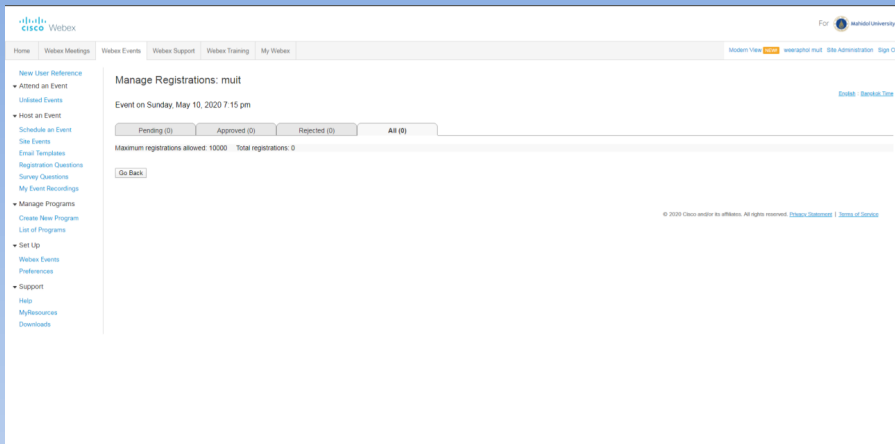 CISCO Webex
For Mahidol University
Home Webex Meetings Webex Events Webex Support Webex Training My Webex
Modern View NEW weeraphol muit Site Administration Sign O
New User Reference
Attend an Event
Unlisted Events
Host an Event
Schedule an Event
Site Events
Email Templates
Registration Questions
Survey Questions
My Event Recordings
Manage Programs
Create New Program
List of Programs
Set Up
Webex Events
Preferences
Support
Help
MyResources
Downloads
Manage Registrations: muit
English : Bangkok Time
Event on Sunday, May 10, 2020 7:15 pm
Pending (0) Approved (0) Rejected (0) All (0)
Maximum registrations allowed: 10000 Total registrations: 0
Go Back
© 2020 Cisco and/or its affiliates. All rights reserved. Privacy Statement | Terms of Service